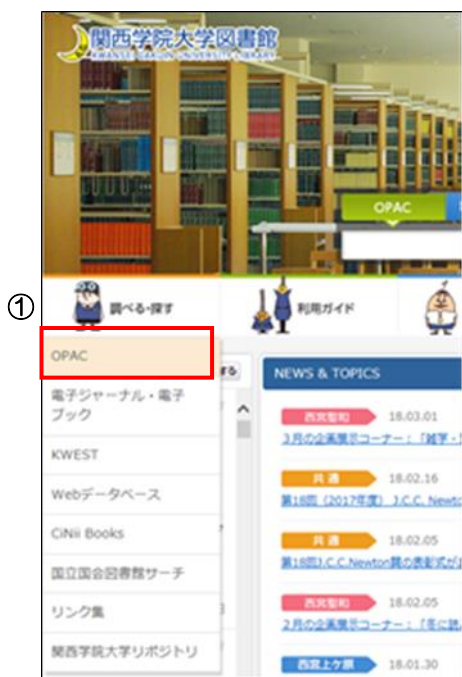 関西学院大学図書館
KWANSEI GAKUIN UNIVERSITY LIBRARY
OPAC
①
調べる・探す
利用ガイド
OPAC
電子ジャーナル・電子
ブック
KWEST
Webデータベース
CiNii Books
国立国会図書館サーチ
リンク集
関西学院大学リポジトリ
する
NEWS & TOPICS
西宮聖和 18.03.01
3月の企画展示コーナー：「雑学・
共通 18.02.16
第18回（2017年度） J.C.C. Newto
共通 18.02.05
第18回J.C.C.Newton賞の表彰式が
西宮聖和 18.02.05
2月の企画展示コーナー：「冬に読
西宮上ケ原 18.01.30